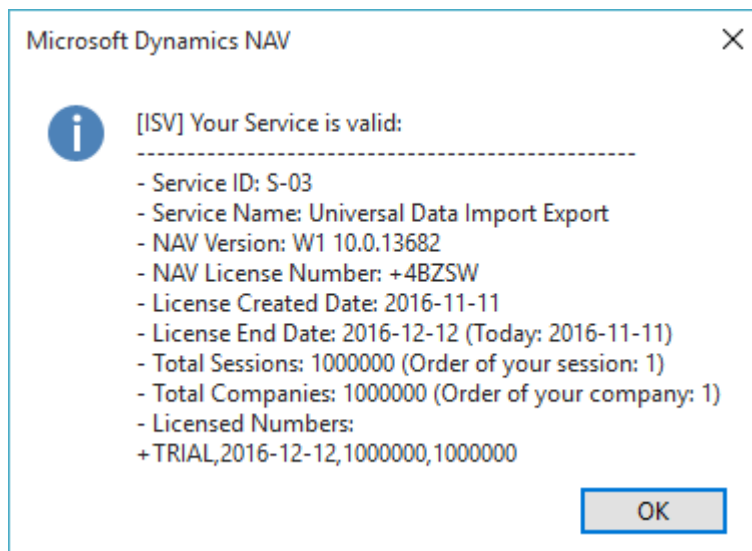 Microsoft Dynamics NAV
[ISV] Your Service is valid:
--------------------------------------------------
- Service ID: S-03
- Service Name: Universal Data Import Export
- NAV Version: W1 10.0.13682
- NAV License Number: +4BZSW
- License Created Date: 2016-11-11
- License End Date: 2016-12-12 (Today: 2016-11-11)
- Total Sessions: 1000000 (Order of your session: 1)
- Total Companies: 1000000 (Order of your company: 1)
- Licensed Numbers:
+TRIAL,2016-12-12,1000000,1000000
OK